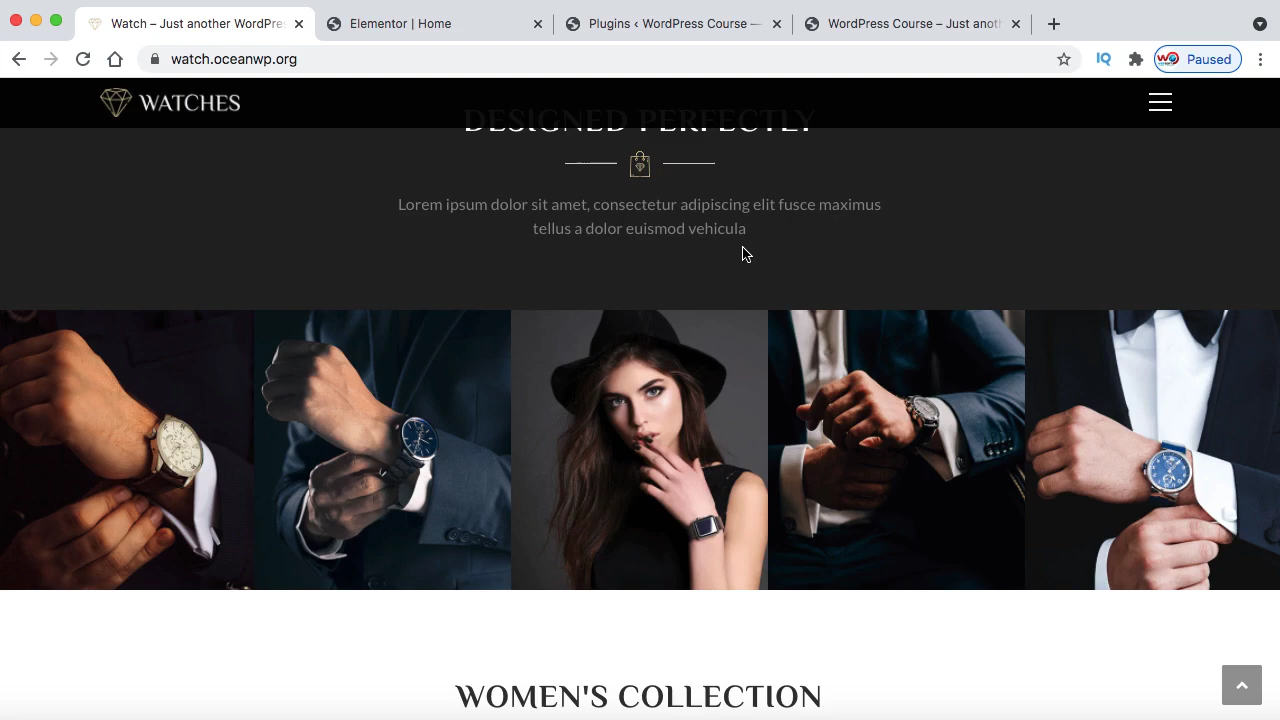 Watch – Just another WordPre
Elementor | Home
Plugins ‹ WordPress Course —
WordPress Course – Just anot
watch.oceanwp.org
IQ
Paused
WATCHES
DESIGNED PERFECTLY
Lorem ipsum dolor sit amet, consectetur adipiscing elit fusce maximus
tellus a dolor euismod vehicula
WOMEN'S COLLECTION